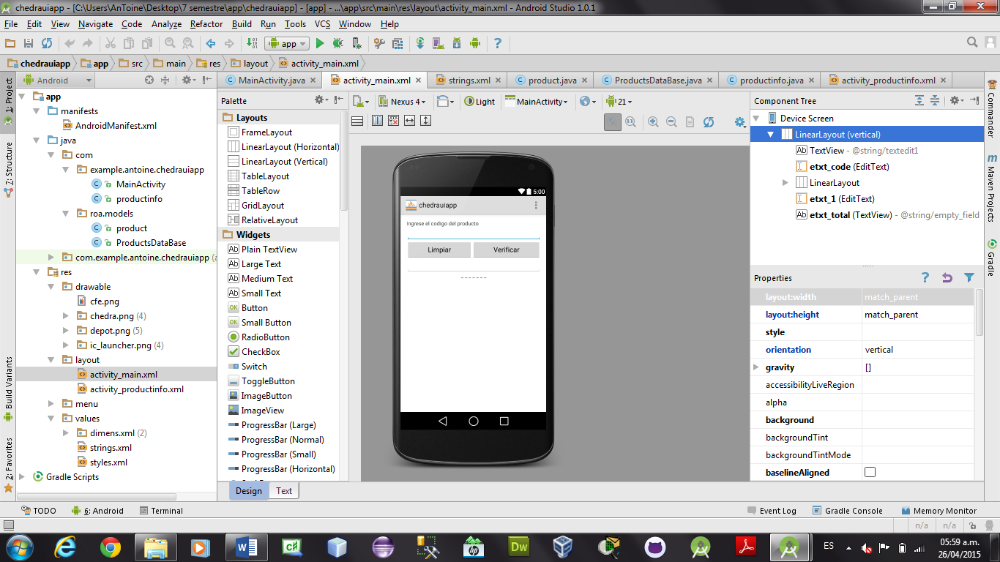 chedrauiapp - [C:\Users\AnToine\Desktop\7 semestre\app\chedrauiapp] - [app] - ...\app\src\main\res\layout\activity_main.xml - Android Studio 1.0.1
File Edit View Navigate Code Analyze Refactor Build Run Tools VCS Window Help
app
chedrauiapp app src main res layout activity_main.xml
Android
MainActivity.java activity_main.xml strings.xml product.java ProductsDataBase.java productinfo.java activity_productinfo.xml
1: Project
7: Structure
Build Variants
2: Favorites
app
manifests
AndroidManifest.xml
java
com
example.antoine.chedrauiapp
MainActivity
productinfo
roa.models
product
ProductsDataBase
com.example.antoine.chedrauiapp (a
res
drawable
cfe.png
chedra.png (4)
depot.png (5)
ic_launcher.png (4)
layout
activity_main.xml
activity_productinfo.xml
menu
values
dimens.xml (2)
strings.xml
styles.xml
Gradle Scripts
Palette
Layouts
FrameLayout
LinearLayout (Horizontal)
LinearLayout (Vertical)
TableLayout
TableRow
GridLayout
RelativeLayout
Widgets
Ab Plain TextView
Ab Large Text
Ab Medium Text
Ab Small Text
OK Button
OK Small Button
RadioButton
CheckBox
Switch
ToggleButton
ImageButton
ImageView
ProgressBar (Large)
ProgressBar (Normal)
ProgressBar (Small)
ProgressBar (Horizontal)
Design Text
Nexus 4 Light MainActivity 21
5:00
chedrauiapp
Ingrese el codigo del producto
Limpiar Verificar
-------
Component Tree
Device Screen
LinearLayout (vertical)
Ab TextView - @string/textedit1
etxt_code (EditText)
LinearLayout
etxt_1 (EditText)
Ab etxt_total (TextView) - @string/empty_field
Properties
layout:width match_parent
layout:height match_parent
style
orientation vertical
gravity []
accessibilityLiveRegion
alpha
background
backgroundTint
backgroundTintMode
baselineAligned
Commander
Maven Projects
Gradle
TODO 6: Android Terminal Event Log Gradle Console Memory Monitor
n/a n/a
ES 05:59 a.m.
26/04/2015